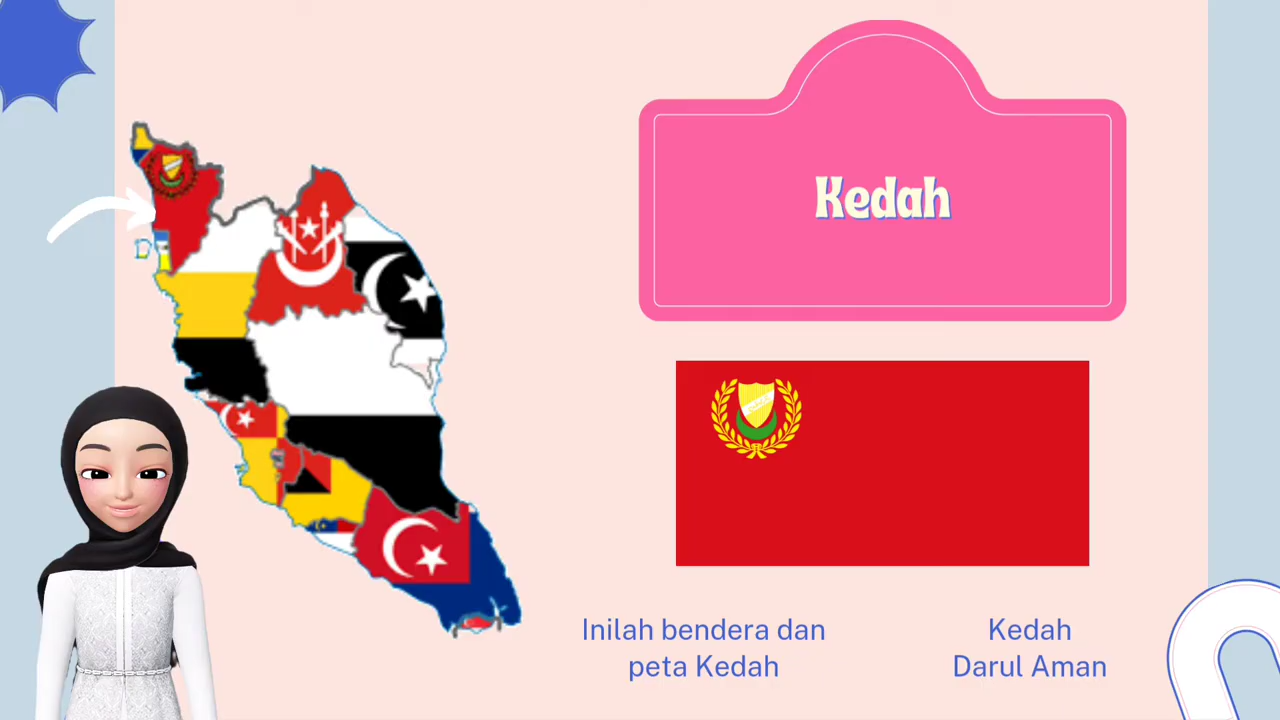 Kedah
Inilah bendera dan
peta Kedah
Kedah
Darul Aman